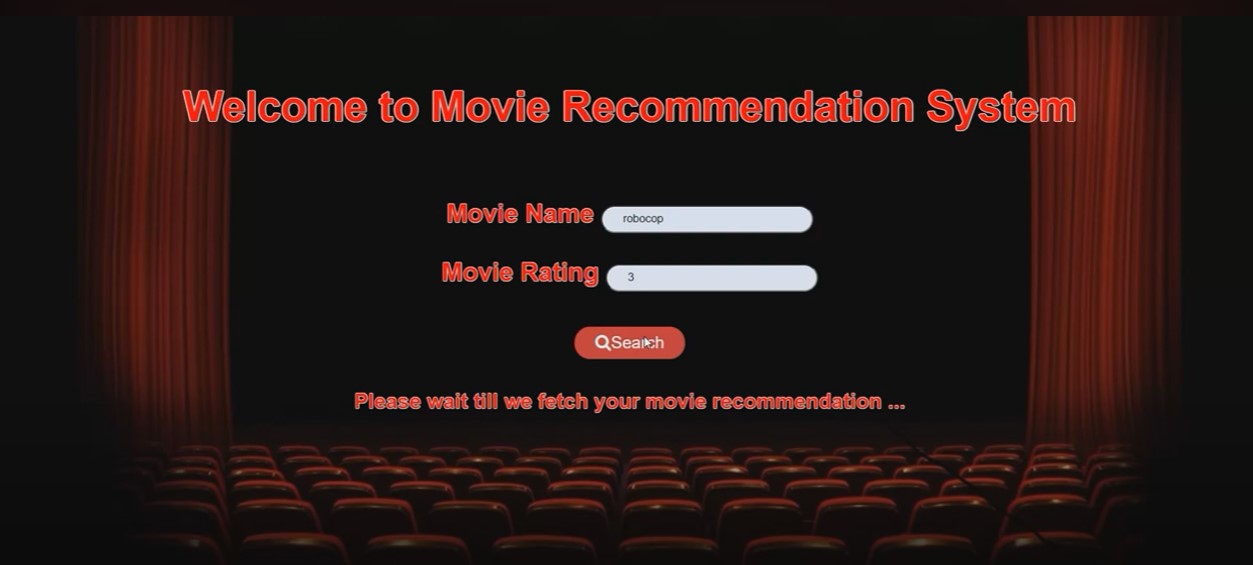 Welcome to Movie Recommendation System
Movie Name robocop
Movie Rating 3
Search
Please wait till we fetch your movie recommendation ...